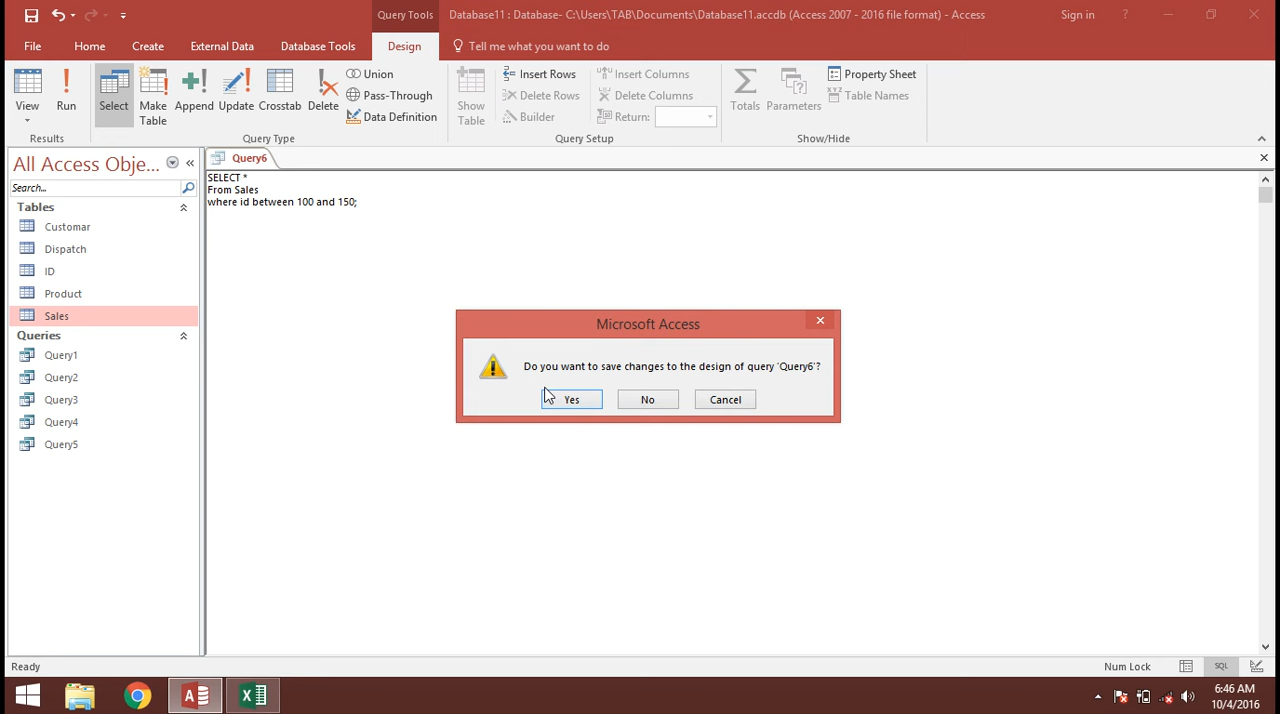 Query Tools
Database11 : Database- C:\Users\TAB\Documents\Database11.accdb (Access 2007 - 2016 file format) - Access
Sign in
?
File
Home
Create
External Data
Database Tools
Design
Tell me what you want to do
View
Run
Select
Make Table
Append
Update
Crosstab
Delete
Union
Pass-Through
Data Definition
Show Table
Insert Rows
Delete Rows
Builder
Insert Columns
Delete Columns
Return:
Totals
Parameters
Property Sheet
Table Names
Results
Query Type
Query Setup
Show/Hide
All Access Obje...
Search...
Tables
Customar
Dispatch
ID
Product
Sales
Queries
Query1
Query2
Query3
Query4
Query5
Query6
SELECT *
From Sales
where id between 100 and 150;
Microsoft Access
Do you want to save changes to the design of query 'Query6'?
Yes
No
Cancel
Ready
Num Lock
SQL
6:46 AM
10/4/2016